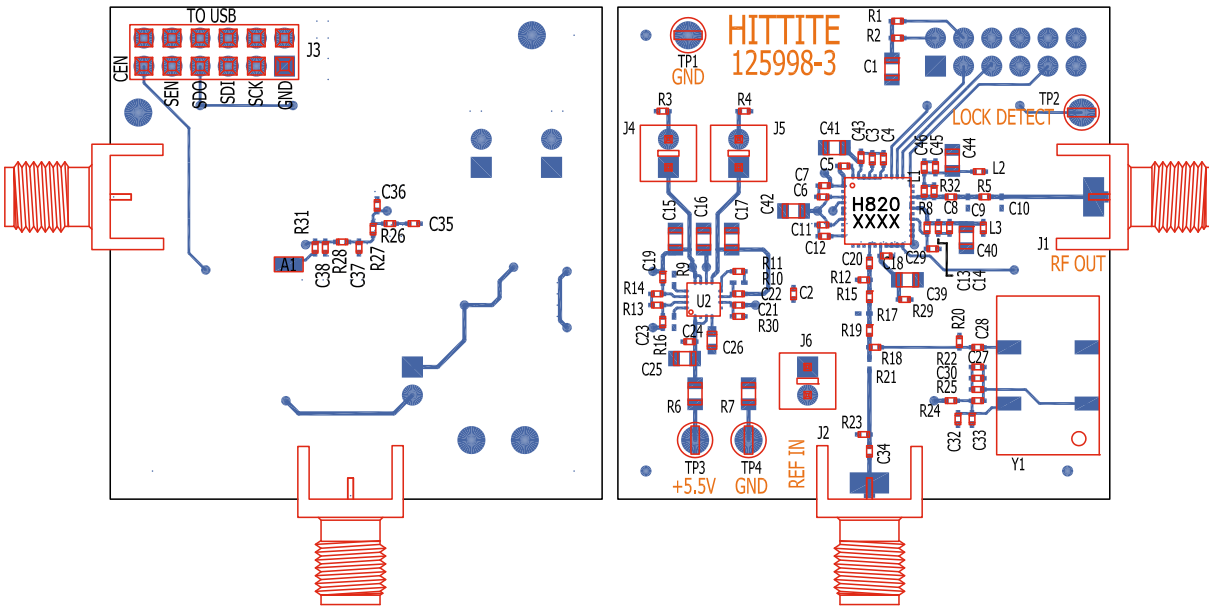 TO USB
J3
CEN
SEN
SDO
SDI
SCK
GND
C36
C35
R26
R31
A1
C38
R28
C37
R27
HITTITE
125998-3
TP1
GND
R1
R2
C1
TP2
LOCK DETECT
R3
R4
J4
J5
C41
C43
C3
C4
C46
C45
C44
L1
L2
C5
C7
C6
R32
R5
C42
H820
XXXX
R8
C8
C9
C10
C15
C16
C17
C11
C12
L3
C40
J1
RF OUT
C20
C18
C29
C13
C14
C19
R9
R11
R10
R12
C39
R14
U2
C22
C2
R15
R13
C21
R29
R17
C23
R16
C24
R30
R19
R20
C28
C25
C26
J6
R18
R22
C27
R21
C30
R25
R6
R7
R24
R23
C32
C33
J2
C34
TP3
+5.5V
TP4
GND
REF IN
Y1